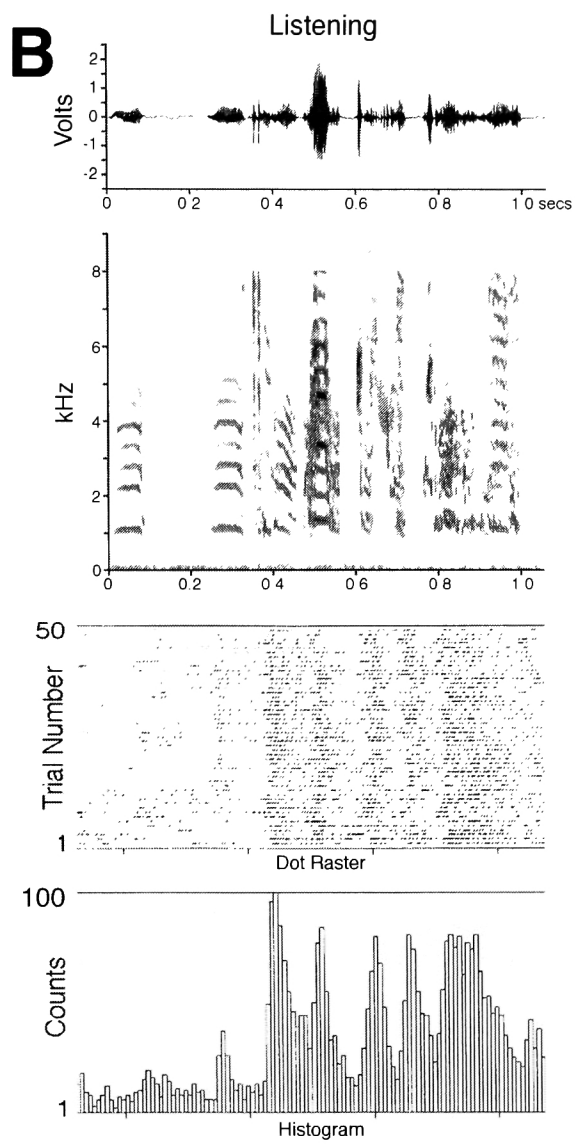 B
Listening
Volts
2
1
0
-1
-2
0
0 2
0 4
0 6
0 8
1 0 secs
kHz
8
6
4
2
0
0
0.2
0 4
0 6
0 8
1 0
50
Trial Number
1
Dot Raster
100
Counts
1
Histogram